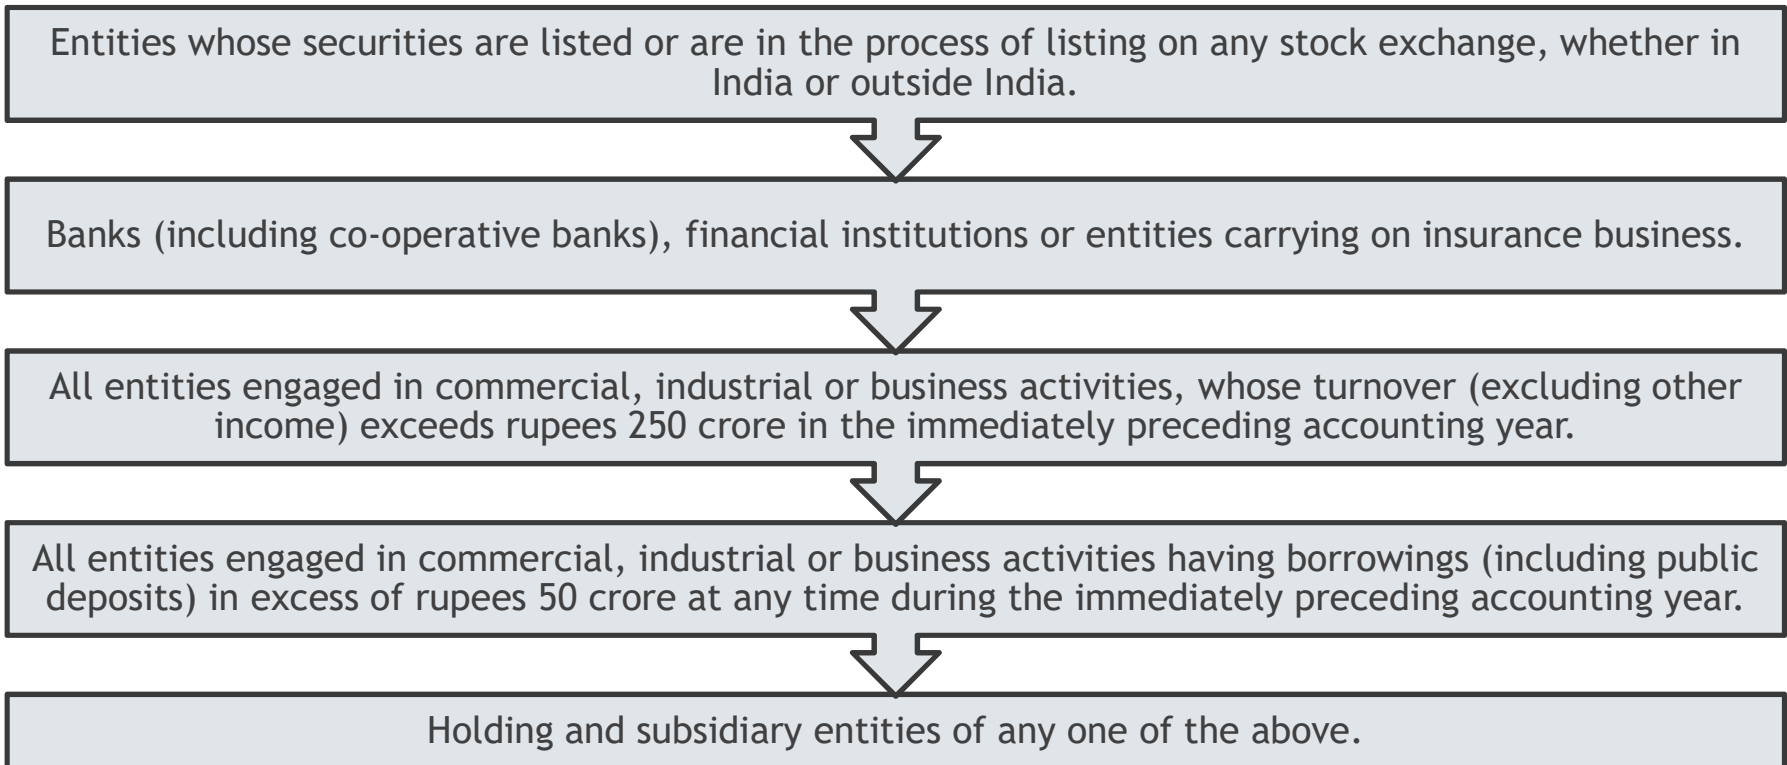 Entities whose securities are listed or are in the process of listing on any stock exchange, whether in
India or outside India.
Banks (including co-operative banks), financial institutions or entities carrying on insurance business.
All entities engaged in commercial, industrial or business activities, whose turnover (excluding other
income) exceeds rupees 250 crore in the immediately preceding accounting year.
All entities engaged in commercial, industrial or business activities having borrowings (including public
deposits) in excess of rupees 50 crore at any time during the immediately preceding accounting year.
Holding and subsidiary entities of any one of the above.